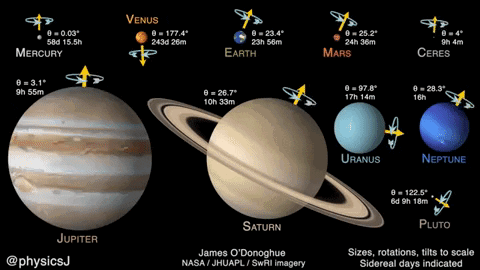 θ = 0.03°
58d 15.5h
MERCURY
VENUS
θ = 177.4°
243d 26m
θ = 23.4°
23h 56m
EARTH
θ = 25.2°
24h 36m
MARS
θ = 4°
9h 4m
CERES
θ = 3.1°
9h 55m
JUPITER
θ = 26.7°
10h 33m
SATURN
θ = 97.8°
17h 14m
URANUS
θ = 28.3°
16h
NEPTUNE
θ = 122.5°
6d 9h 18m
PLUTO
@physicsJ
James O'Donoghue
NASA / JHUAPL / SwRI imagery
Sizes, rotations, tilts to scale
Sidereal days indicated